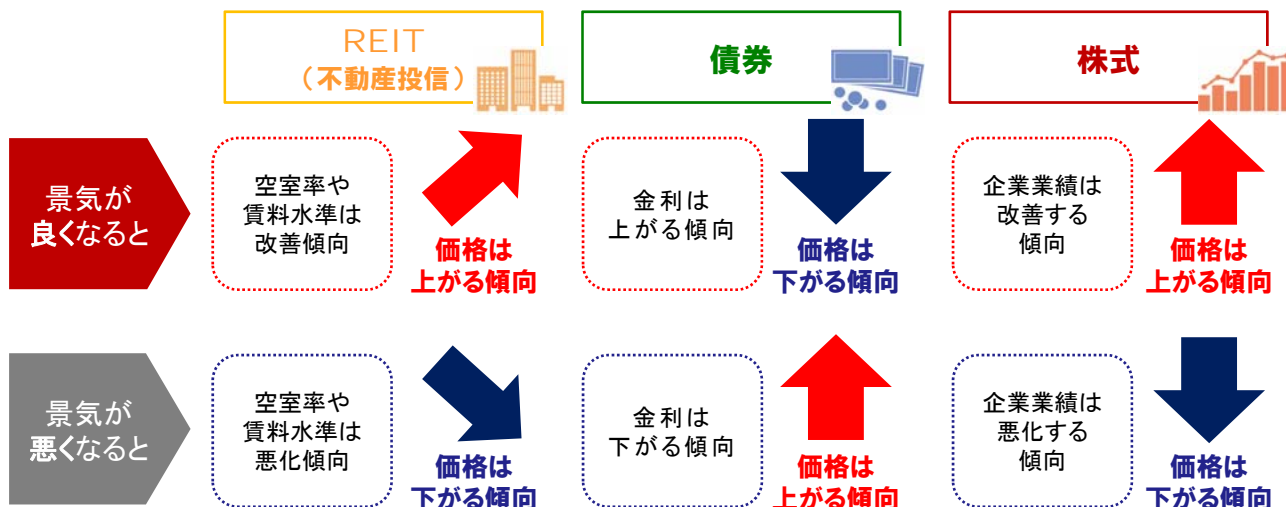 REIT
（不動産投信）
債券
株式
景気が
良くなると
空室率や
賃料水準は
改善傾向
価格は
上がる傾向
金利は
上がる傾向
価格は
下がる傾向
企業業績は
改善する
傾向
価格は
上がる傾向
景気が
悪くなると
空室率や
賃料水準は
悪化傾向
価格は
下がる傾向
金利は
下がる傾向
価格は
上がる傾向
企業業績は
悪化する
傾向
価格は
下がる傾向